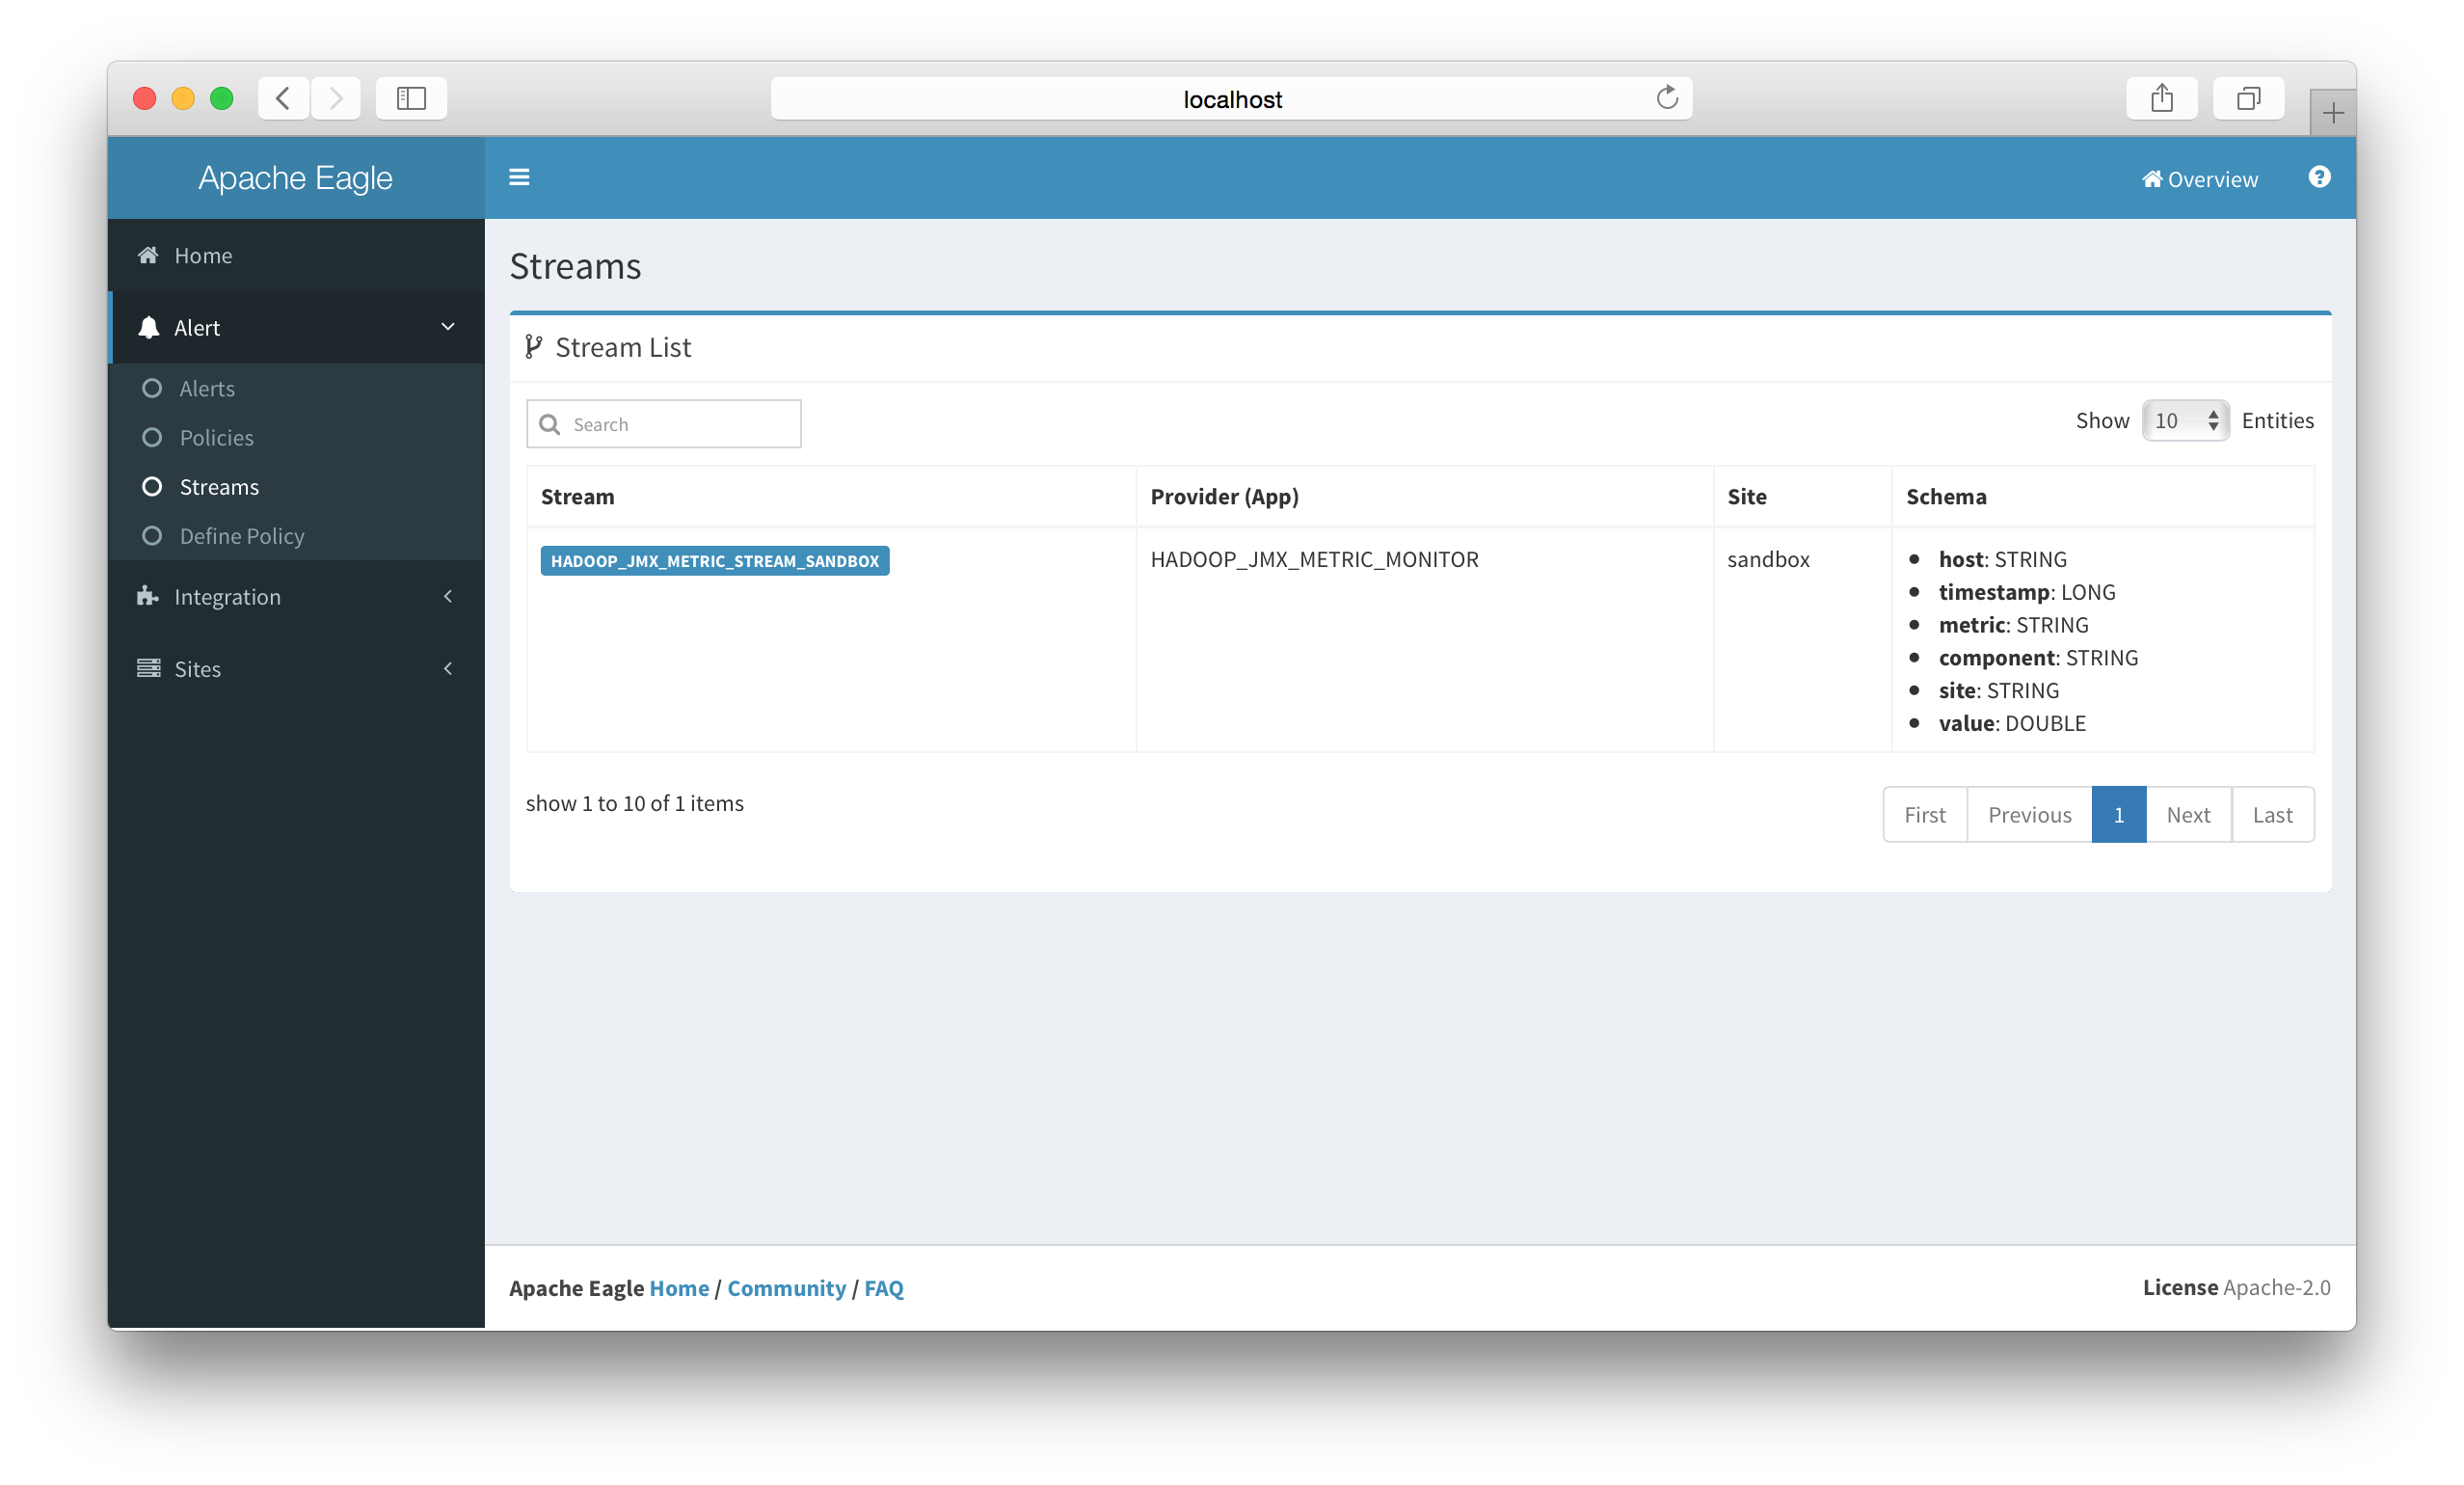 localhost
Apache Eagle
Overview
Home
Alert
Alerts
Policies
Streams
Define Policy
Integration
Sites
Streams
Stream List
Search
Show 10 Entities
Stream Provider (App) Site Schema
HADOOP_JMX_METRIC_STREAM_SANDBOX HADOOP_JMX_METRIC_MONITOR sandbox host: STRING
timestamp: LONG
metric: STRING
component: STRING
site: STRING
value: DOUBLE
show 1 to 10 of 1 items
First Previous 1 Next Last
Apache Eagle Home / Community / FAQ
License Apache-2.0